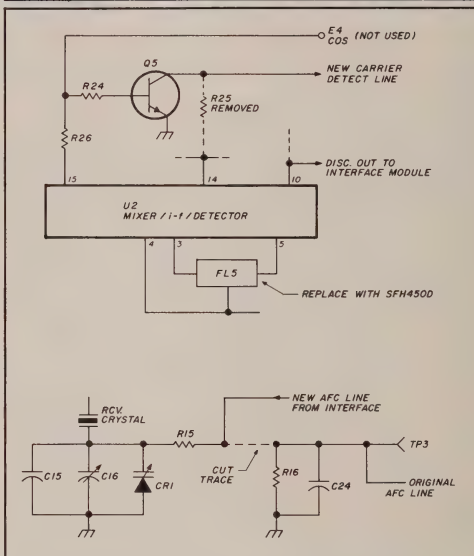 E4
COS (NOT USED)
Q5
NEW CARRIER
DETECT LINE
R24
R25
REMOVED
R26
DISC. OUT TO
INTERFACE MODULE
15
14
10
U2
MIXER / i-f / DETECTOR
4
3
5
FL5
REPLACE WITH SFH450D
NEW AFC LINE
FROM INTERFACE
RCV.
CRYSTAL
R15
TP3
C15
C16
CR1
CUT
TRACE
R16
C24
ORIGINAL
AFC LINE